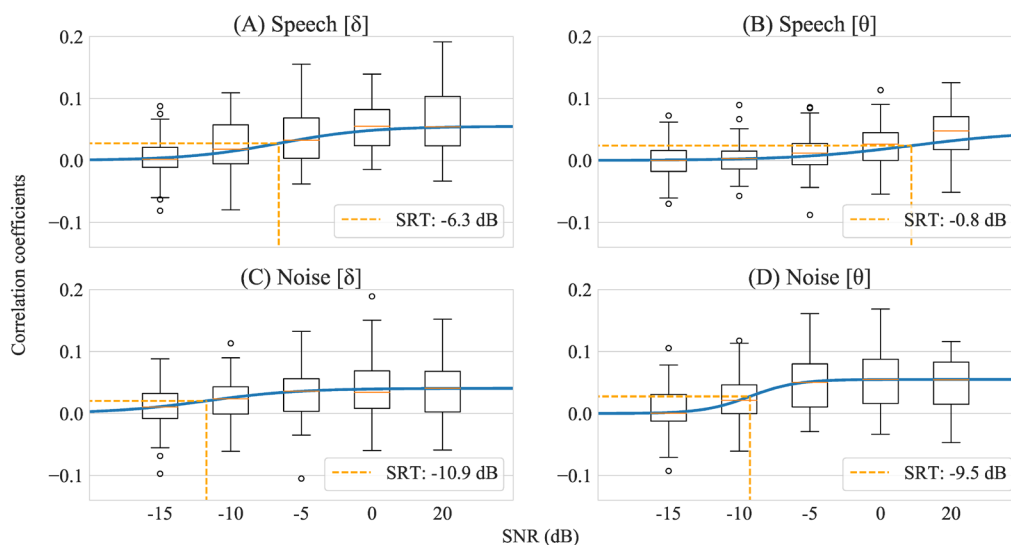 (A) Speech [δ]
(B) Speech [θ]
0.2
0.1
0.0
−0.1
SRT: -6.3 dB
0.2
0.1
0.0
−0.1
SRT: -0.8 dB
Correlation coefficients
(C) Noise [δ]
(D) Noise [θ]
0.2
0.1
0.0
−0.1
SRT: -10.9 dB
-15 -10 -5 0 20
0.2
0.1
0.0
−0.1
SRT: -9.5 dB
-15 -10 -5 0 20
SNR (dB)